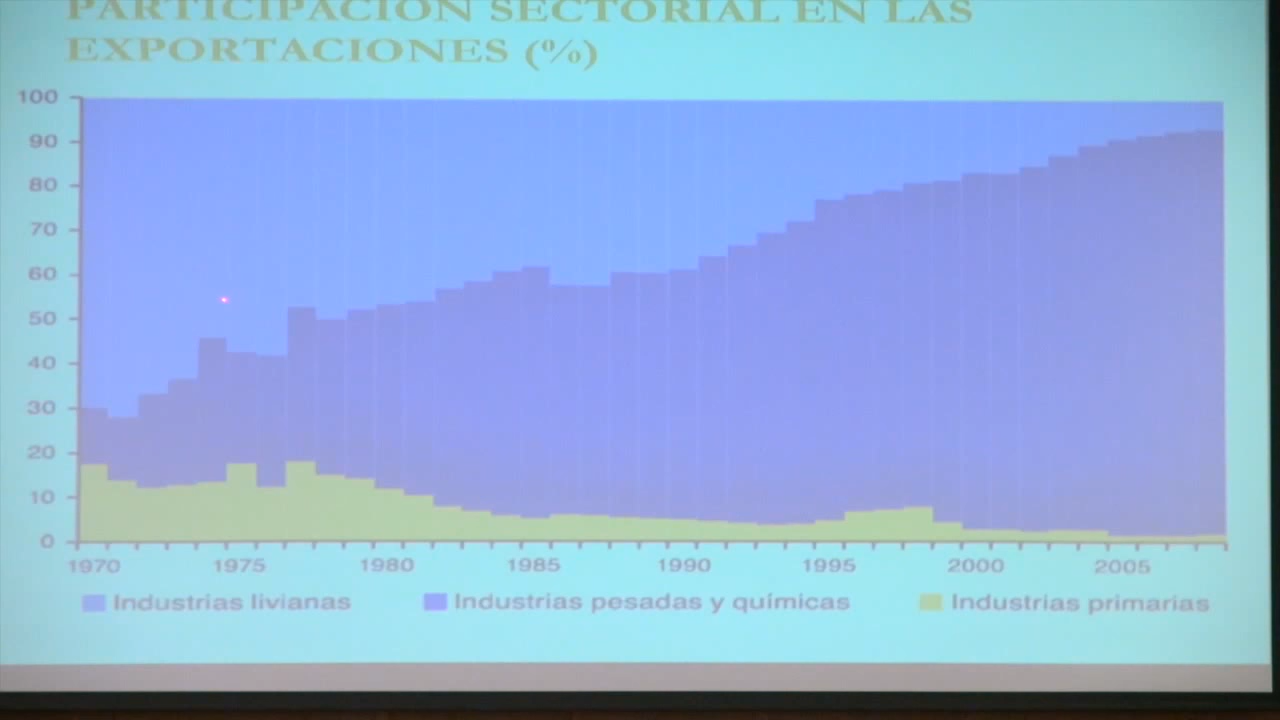 PARTICIPACIÓN SECTORIAL EN LAS
EXPORTACIONES (%)
100
90
80
70
60
50
40
30
20
10
0
1970 1975 1980 1985 1990 1995 2000 2005
Industrias livianas Industrias pesadas y químicas Industrias primarias